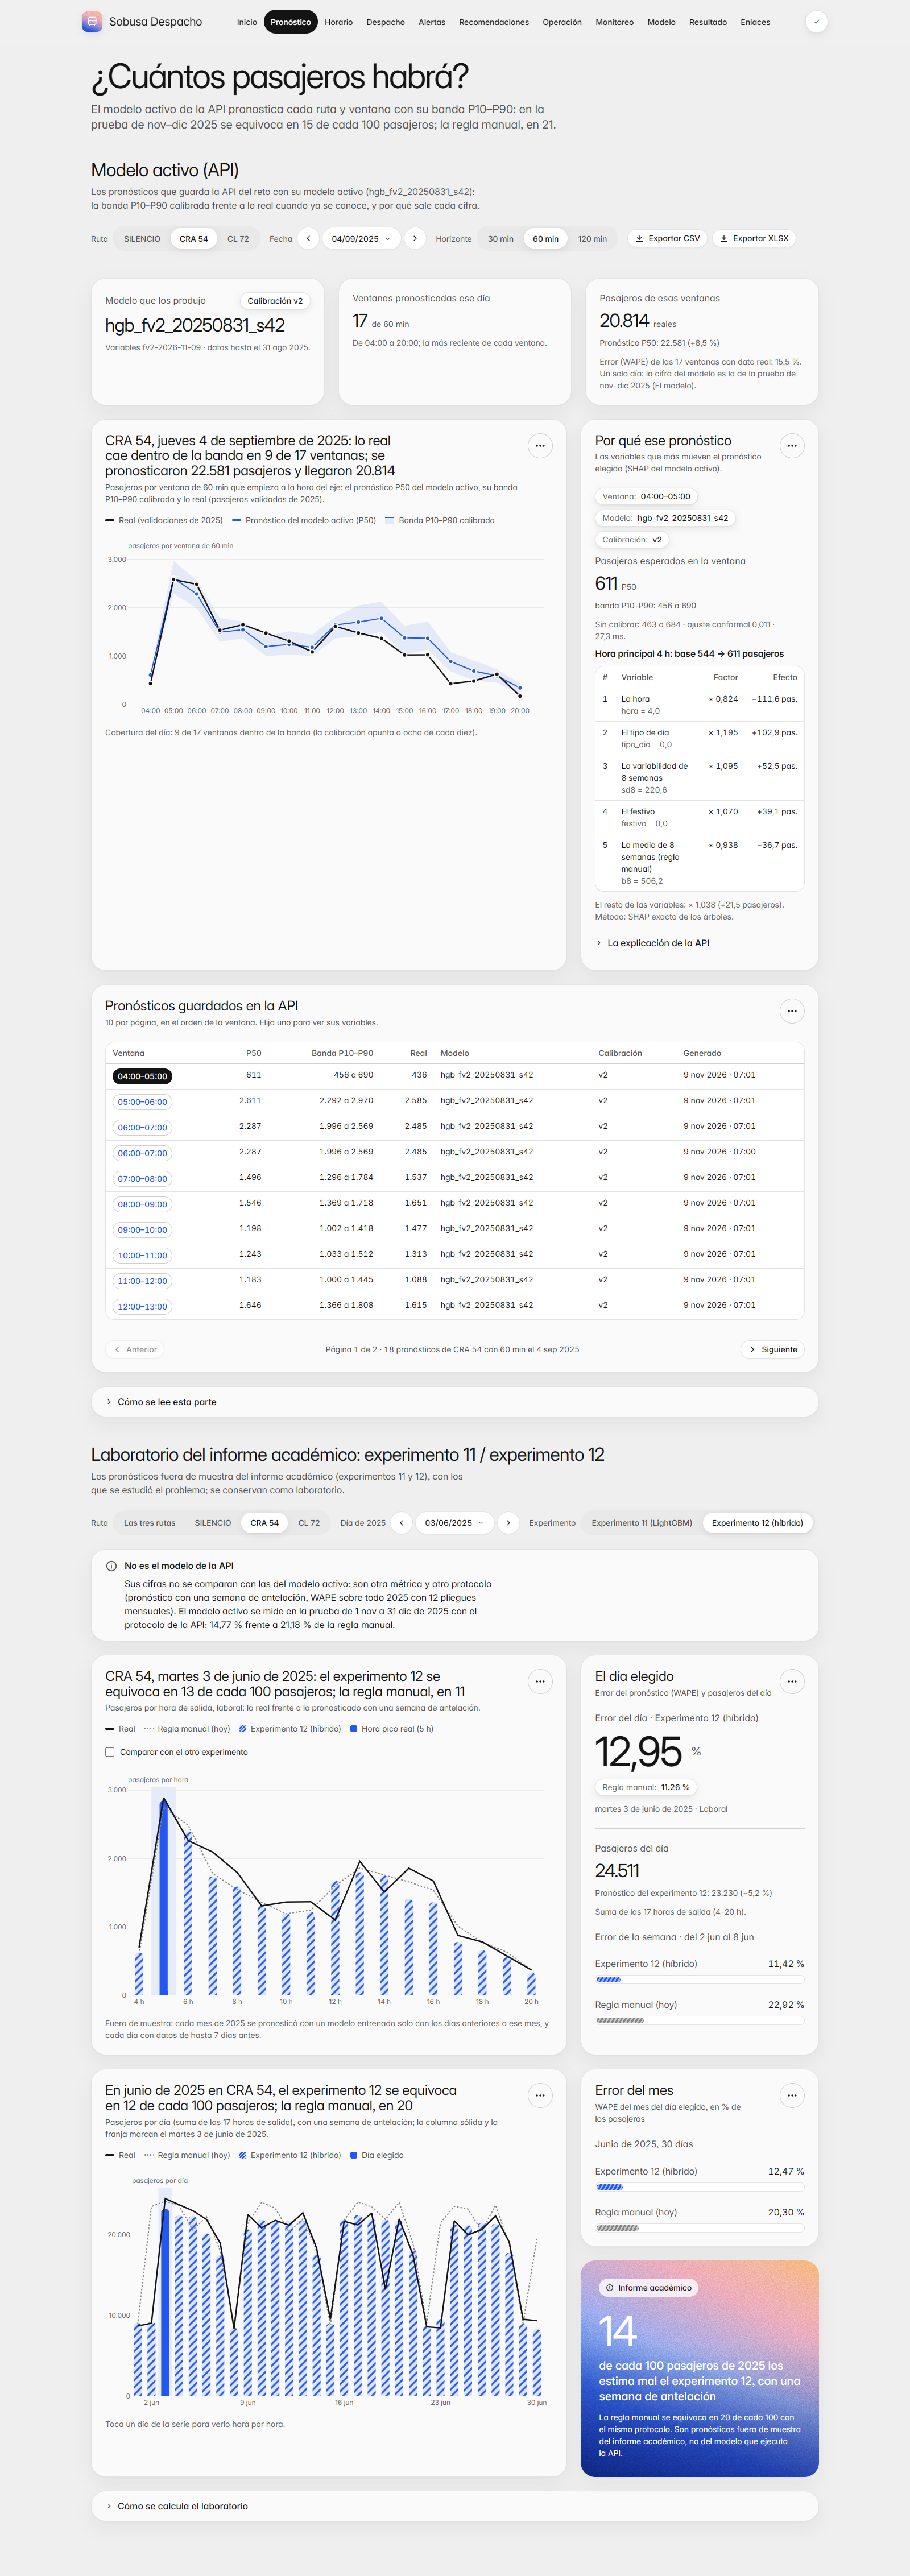 Sobusa Despacho
Inicio
Pronóstico
Horario
Despacho
Alertas
Recomendaciones
Operación
Monitoreo
Modelo
Resultado
Enlaces
¿Cuántos pasajeros habrá?
El modelo activo de la API pronostica cada ruta y ventana con su banda P10–P90: en la
prueba de nov–dic 2025 se equivoca en 15 de cada 100 pasajeros; la regla manual, en 21.
Modelo activo (API)
Los pronósticos que guarda la API del reto con su modelo activo (hgb_fv2_20250831_s42):
la banda P10–P90 calibrada frente a lo real cuando ya se conoce, y por qué sale cada cifra.
Ruta SILENCIO CRA 54 CL 72 Fecha 04/09/2025 Horizonte 30 min 60 min 120 min Exportar CSV Exportar XLSX
Modelo que los produjo Calibración v2
hgb_fv2_20250831_s42
Variables fv2-2026-11-09 · datos hasta el 31 ago 2025.
Ventanas pronosticadas ese día
17 de 60 min
De 04:00 a 20:00; la más reciente de cada ventana.
Pasajeros de esas ventanas
20.814 reales
Pronóstico P50: 22.581 (+8,5 %)
Error (WAPE) de las 17 ventanas con dato real: 15,5 %.
Un solo día: la cifra del modelo es la de la prueba de
nov–dic 2025 (El modelo).
CRA 54, jueves 4 de septiembre de 2025: lo real
cae dentro de la banda en 9 de 17 ventanas; se
pronosticaron 22.581 pasajeros y llegaron 20.814
Pasajeros por ventana de 60 min que empieza a la hora del eje: el pronóstico P50 del modelo activo, su banda
P10–P90 calibrada y lo real (pasajeros validados de 2025).
Real (validaciones de 2025) Pronóstico del modelo activo (P50) Banda P10–P90 calibrada
pasajeros por ventana de 60 min
3.000
2.000
1.000
0
04:00 05:00 06:00 07:00 08:00 09:00 10:00 11:00 12:00 13:00 14:00 15:00 16:00 17:00 18:00 19:00 20:00
Cobertura del día: 9 de 17 ventanas dentro de la banda (la calibración apunta a ocho de cada diez).
Por qué ese pronóstico
Las variables que más mueven el pronóstico
elegido (SHAP del modelo activo).
Ventana: 04:00–05:00
Modelo: hgb_fv2_20250831_s42
Calibración: v2
Pasajeros esperados en la ventana
611 P50
banda P10–P90: 456 a 690
Sin calibrar: 463 a 684 · ajuste conformal 0,011 ·
27,3 ms.
Hora principal 4 h: base 544 → 611 pasajeros
# Variable Factor Efecto
1 La hora × 0,824 −111,6 pas.
hora = 4,0
2 El tipo de día × 1,195 +102,9 pas.
tipo_dia = 0,0
3 La variabilidad de × 1,095 +52,5 pas.
8 semanas
sd8 = 220,6
4 El festivo × 1,070 +39,1 pas.
festivo = 0,0
5 La media de 8 × 0,938 −36,7 pas.
semanas (regla
manual)
b8 = 506,2
El resto de las variables: × 1,038 (+21,5 pasajeros).
Método: SHAP exacto de los árboles.
La explicación de la API
Pronósticos guardados en la API
10 por página, en el orden de la ventana. Elija uno para ver sus variables.
Ventana P50 Banda P10–P90 Real Modelo Calibración Generado
04:00–05:00 611 456 a 690 436 hgb_fv2_20250831_s42 v2 9 nov 2026 · 07:01
05:00–06:00 2.611 2.292 a 2.970 2.585 hgb_fv2_20250831_s42 v2 9 nov 2026 · 07:01
06:00–07:00 2.287 1.996 a 2.569 2.485 hgb_fv2_20250831_s42 v2 9 nov 2026 · 07:01
06:00–07:00 2.287 1.996 a 2.569 2.485 hgb_fv2_20250831_s42 v2 9 nov 2026 · 07:00
07:00–08:00 1.496 1.296 a 1.784 1.537 hgb_fv2_20250831_s42 v2 9 nov 2026 · 07:01
08:00–09:00 1.546 1.369 a 1.718 1.651 hgb_fv2_20250831_s42 v2 9 nov 2026 · 07:01
09:00–10:00 1.198 1.002 a 1.418 1.477 hgb_fv2_20250831_s42 v2 9 nov 2026 · 07:01
10:00–11:00 1.243 1.033 a 1.512 1.313 hgb_fv2_20250831_s42 v2 9 nov 2026 · 07:01
11:00–12:00 1.183 1.000 a 1.445 1.088 hgb_fv2_20250831_s42 v2 9 nov 2026 · 07:01
12:00–13:00 1.646 1.366 a 1.808 1.615 hgb_fv2_20250831_s42 v2 9 nov 2026 · 07:01
Anterior Página 1 de 2 · 18 pronósticos de CRA 54 con 60 min el 4 sep 2025 Siguiente
Cómo se lee esta parte
Laboratorio del informe académico: experimento 11 / experimento 12
Los pronósticos fuera de muestra del informe académico (experimentos 11 y 12), con los
que se estudió el problema; se conservan como laboratorio.
Ruta Las tres rutas SILENCIO CRA 54 CL 72 Día de 2025 03/06/2025 Experimento Experimento 11 (LightGBM) Experimento 12 (híbrido)
No es el modelo de la API
Sus cifras no se comparan con las del modelo activo: son otra métrica y otro protocolo
(pronóstico con una semana de antelación, WAPE sobre todo 2025 con 12 pliegues
mensuales). El modelo activo se mide en la prueba de 1 nov a 31 dic de 2025 con el
protocolo de la API: 14,77 % frente a 21,18 % de la regla manual.
CRA 54, martes 3 de junio de 2025: el experimento 12 se
equivoca en 13 de cada 100 pasajeros; la regla manual, en 11
Pasajeros por hora de salida, laboral: lo real frente a lo pronosticado con una semana de antelación.
Real Regla manual (hoy) Experimento 12 (híbrido) Hora pico real (5 h)
Comparar con el otro experimento
pasajeros por hora
3.000
2.000
1.000
0
4 h 6 h 8 h 10 h 12 h 14 h 16 h 18 h 20 h
Fuera de muestra: cada mes de 2025 se pronosticó con un modelo entrenado solo con los días anteriores a ese mes, y
cada día con datos de hasta 7 días antes.
El día elegido
Error del pronóstico (WAPE) y pasajeros del día
Error del día · Experimento 12 (híbrido)
12,95 %
Regla manual: 11,26 %
martes 3 de junio de 2025 · Laboral
Pasajeros del día
24.511
Pronóstico del experimento 12: 23.230 (−5,2 %)
Suma de las 17 horas de salida (4–20 h).
Error de la semana · del 2 jun al 8 jun
Experimento 12 (híbrido) 11,42 %
Regla manual (hoy) 22,92 %
En junio de 2025 en CRA 54, el experimento 12 se equivoca
en 12 de cada 100 pasajeros; la regla manual, en 20
Pasajeros por día (suma de las 17 horas de salida), con una semana de antelación; la columna sólida y la
franja marcan el martes 3 de junio de 2025.
Real Regla manual (hoy) Experimento 12 (híbrido) Día elegido
pasajeros por día
20.000
10.000
0
2 jun 9 jun 16 jun 23 jun 30 jun
Toca un día de la serie para verlo hora por hora.
Error del mes
WAPE del mes del día elegido, en % de
los pasajeros
Junio de 2025, 30 días
Experimento 12 (híbrido) 12,47 %
Regla manual (hoy) 20,30 %
Informe académico
14
de cada 100 pasajeros de 2025 los
estima mal el experimento 12, con una
semana de antelación
La regla manual se equivoca en 20 de cada 100 con
el mismo protocolo. Son pronósticos fuera de muestra
del informe académico, no del modelo que ejecuta
la API.
Cómo se calcula el laboratorio